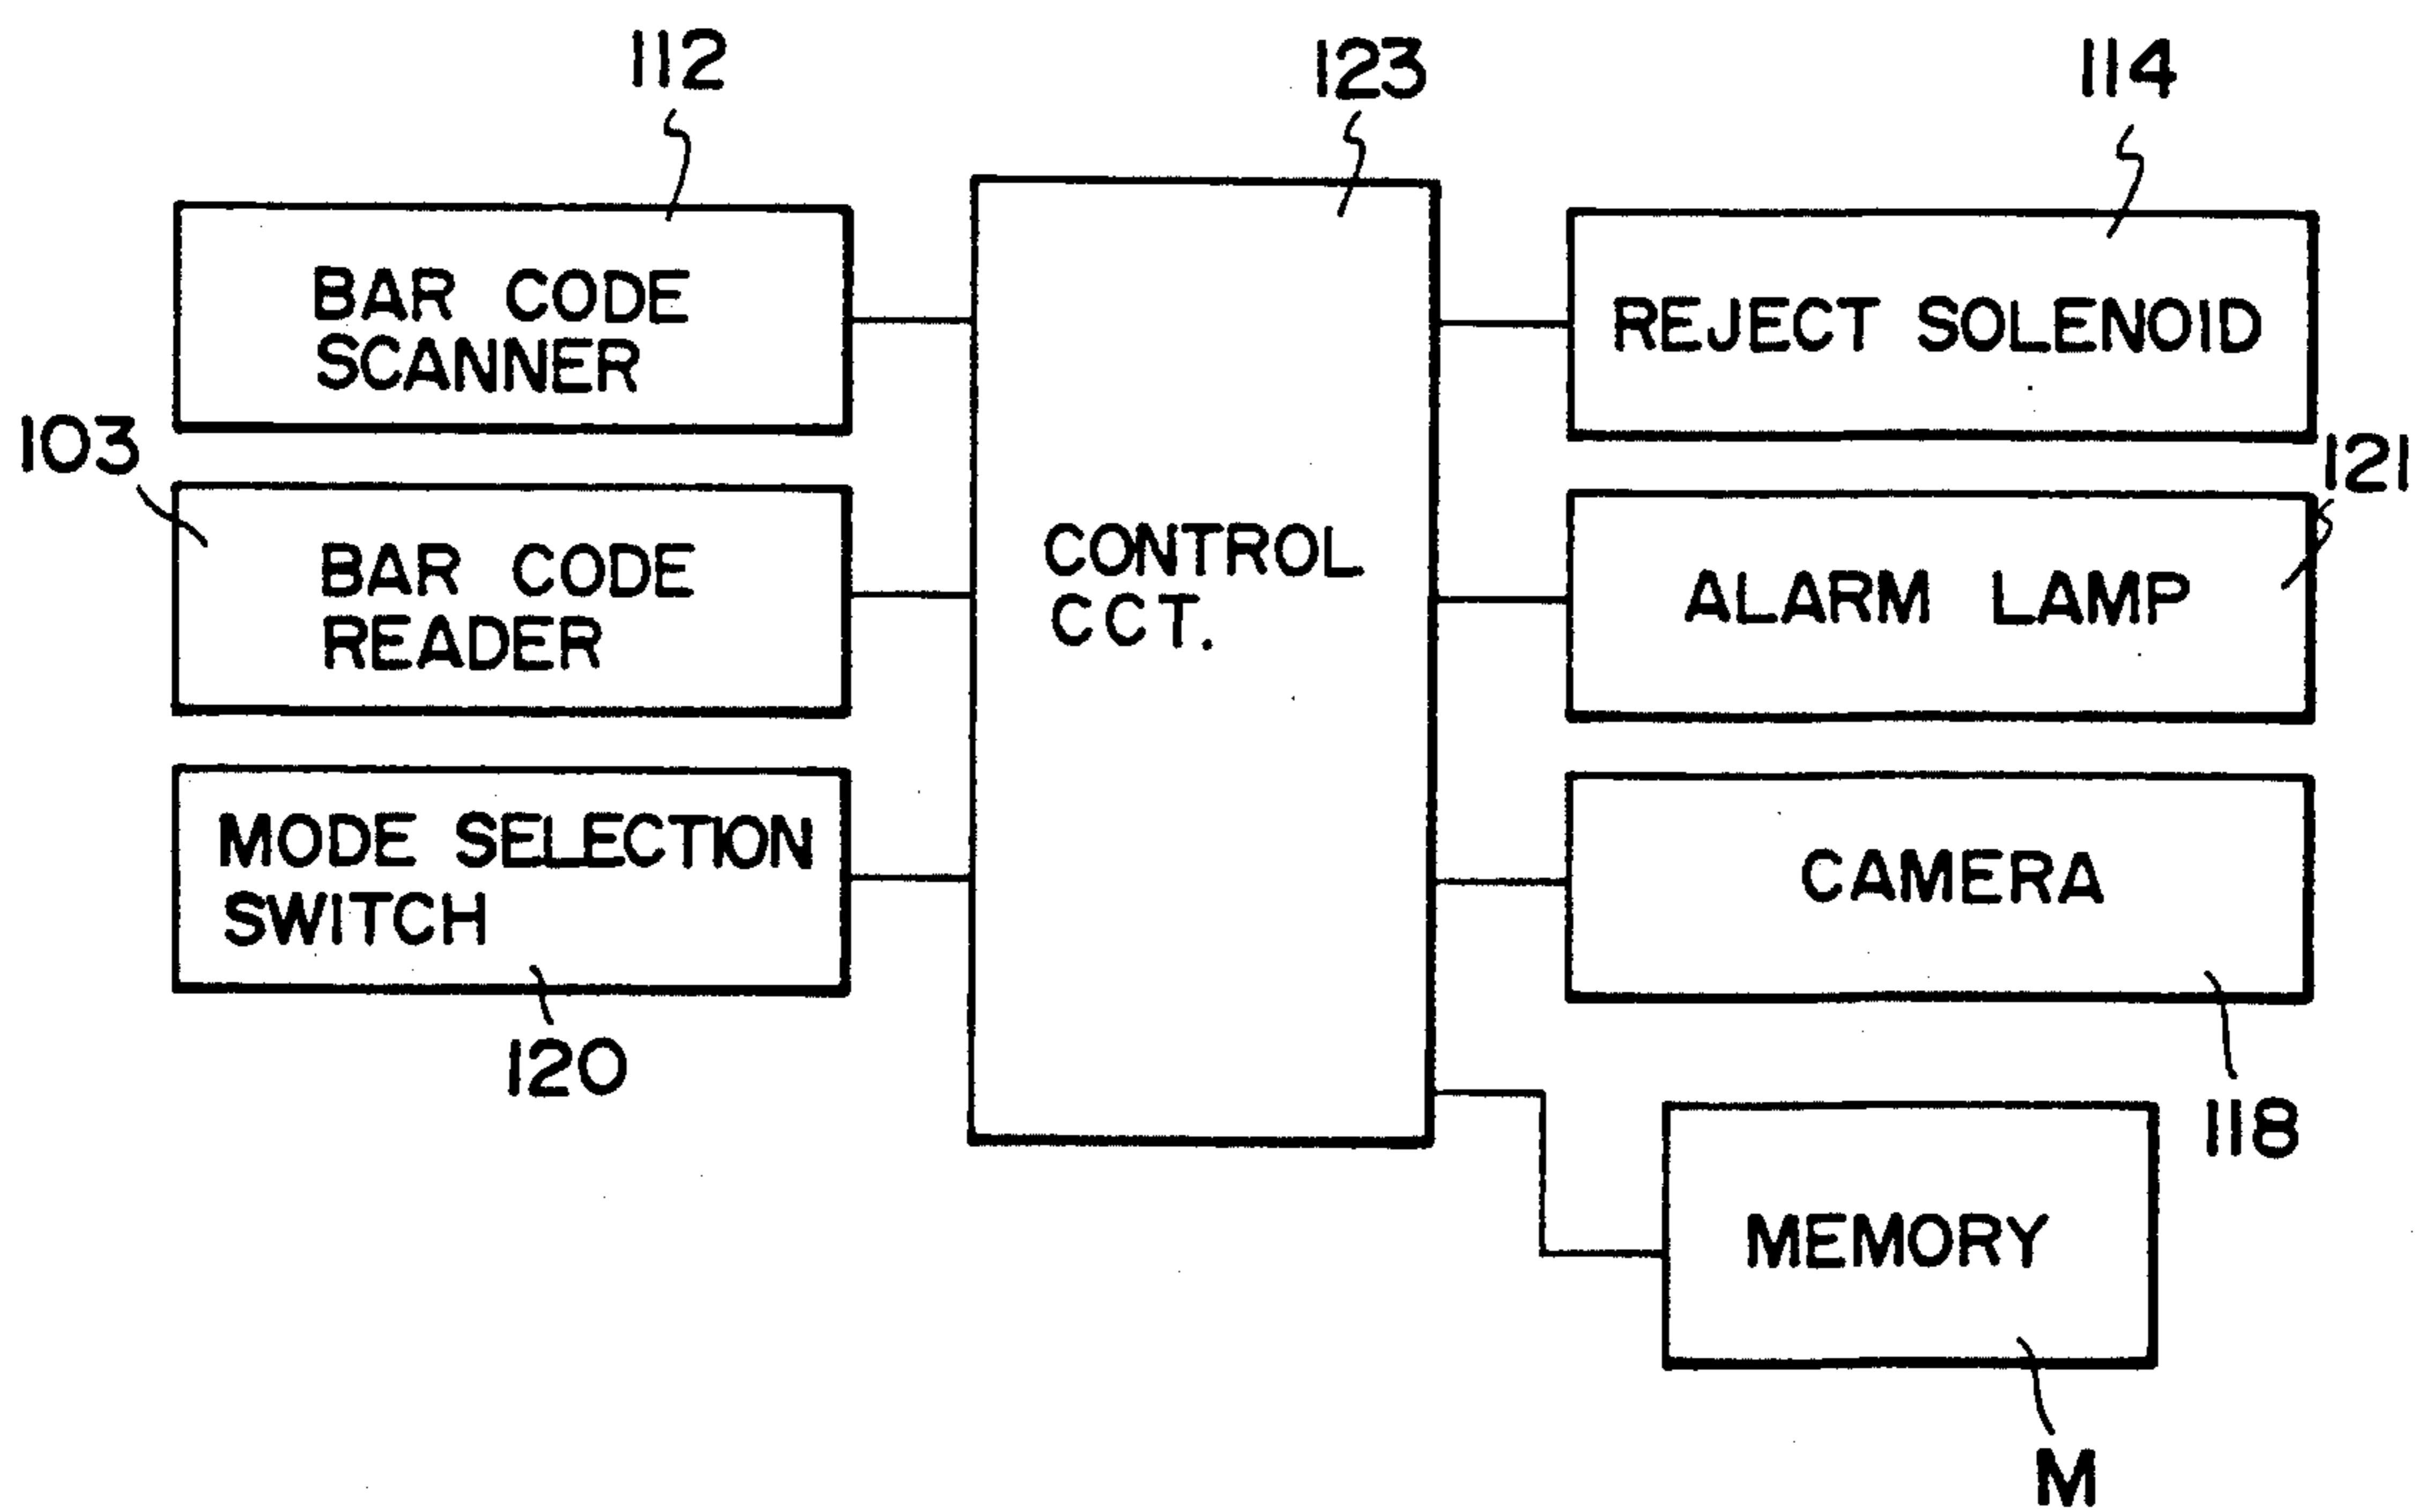 112
123
114
BAR CODE
SCANNER
REJECT SOLENOID
103
121
BAR CODE
READER
CONTROL
CCT.
ALARM LAMP
MODE SELECTION
SWITCH
CAMERA
120
118
MEMORY
M